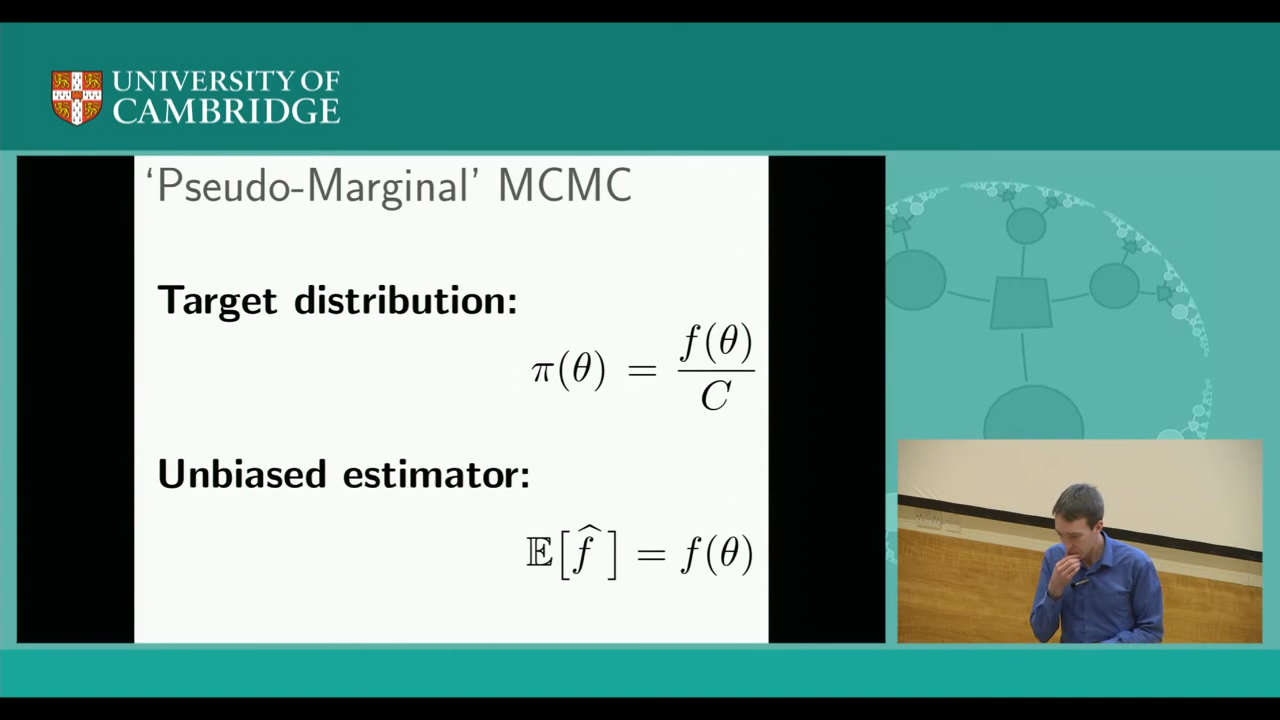 UNIVERSITY OF
CAMBRIDGE
‘Pseudo-Marginal’ MCMC
Target distribution:
π(θ) = f(θ) / C
Unbiased estimator:
𝔼[f̂ ] = f(θ)